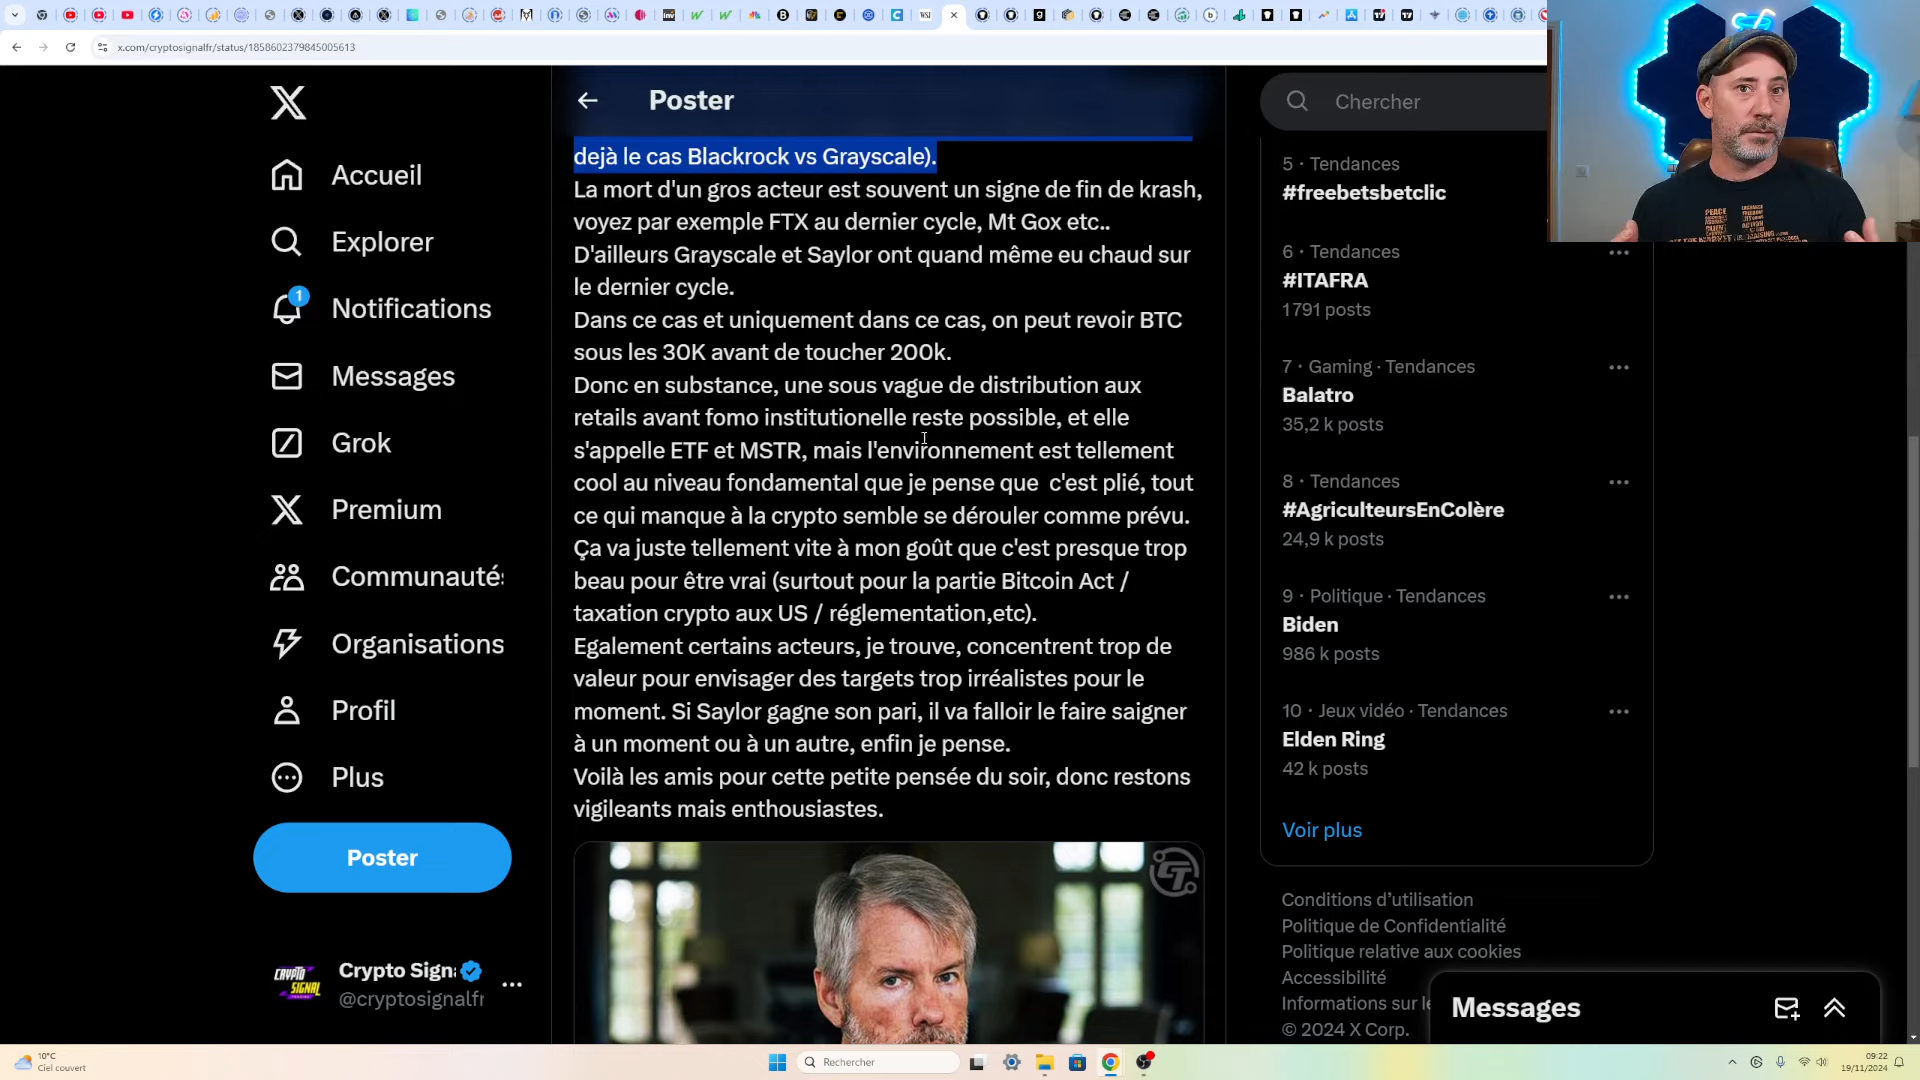 x.com/cryptosignalfr/status/1858602379845005613
Accueil
Explorer
1
Notifications
Messages
Grok
Premium
Communautés
Organisations
Profil
Plus
Poster
CRYPTO
SIGNAL
Crypto Sign
@cryptosignalfr
Poster
dejà le cas Blackrock vs Grayscale).
La mort d'un gros acteur est souvent un signe de fin de krash,
voyez par exemple FTX au dernier cycle, Mt Gox etc..
D'ailleurs Grayscale et Saylor ont quand même eu chaud sur
le dernier cycle.
Dans ce cas et uniquement dans ce cas, on peut revoir BTC
sous les 30K avant de toucher 200k.
Donc en substance, une sous vague de distribution aux
retails avant fomo institutionelle reste possible, et elle
s'appelle ETF et MSTR, mais l'environnement est tellement
cool au niveau fondamental que je pense que  c'est plié, tout
ce qui manque à la crypto semble se dérouler comme prévu.
Ça va juste tellement vite à mon goût que c'est presque trop
beau pour être vrai (surtout pour la partie Bitcoin Act /
taxation crypto aux US / réglementation,etc).
Egalement certains acteurs, je trouve, concentrent trop de
valeur pour envisager des targets trop irréalistes pour le
moment. Si Saylor gagne son pari, il va falloir le faire saigner
à un moment ou à un autre, enfin je pense.
Voilà les amis pour cette petite pensée du soir, donc restons
vigileants mais enthousiastes.
Chercher
5 · Tendances
#freebetsbetclic
6 · Tendances
#ITAFRA
1 791 posts
7 · Gaming · Tendances
Balatro
35,2 k posts
8 · Tendances
#AgriculteursEnColère
24,9 k posts
9 · Politique · Tendances
Biden
986 k posts
10 · Jeux vidéo · Tendances
Elden Ring
42 k posts
Voir plus
Conditions d'utilisation
Politique de Confidentialité
Politique relative aux cookies
Accessibilité
Informations sur le
© 2024 X Corp.
Messages
10°C
Ciel couvert
Rechercher
09:22
19/11/2024